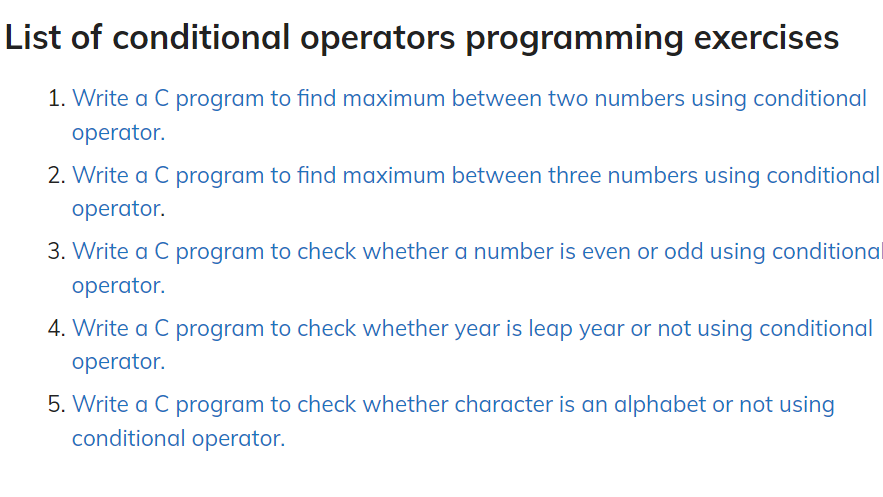 List of conditional operators programming exercises
1. Write a C program to find maximum between two numbers using conditional
operator.
2. Write a C program to find maximum between three numbers using conditional
operator.
3. Write a C program to check whether a number is even or odd using conditional
operator.
4. Write a C program to check whether year is leap year or not using conditional
operator.
5. Write a C program to check whether character is an alphabet or not using
conditional operator.